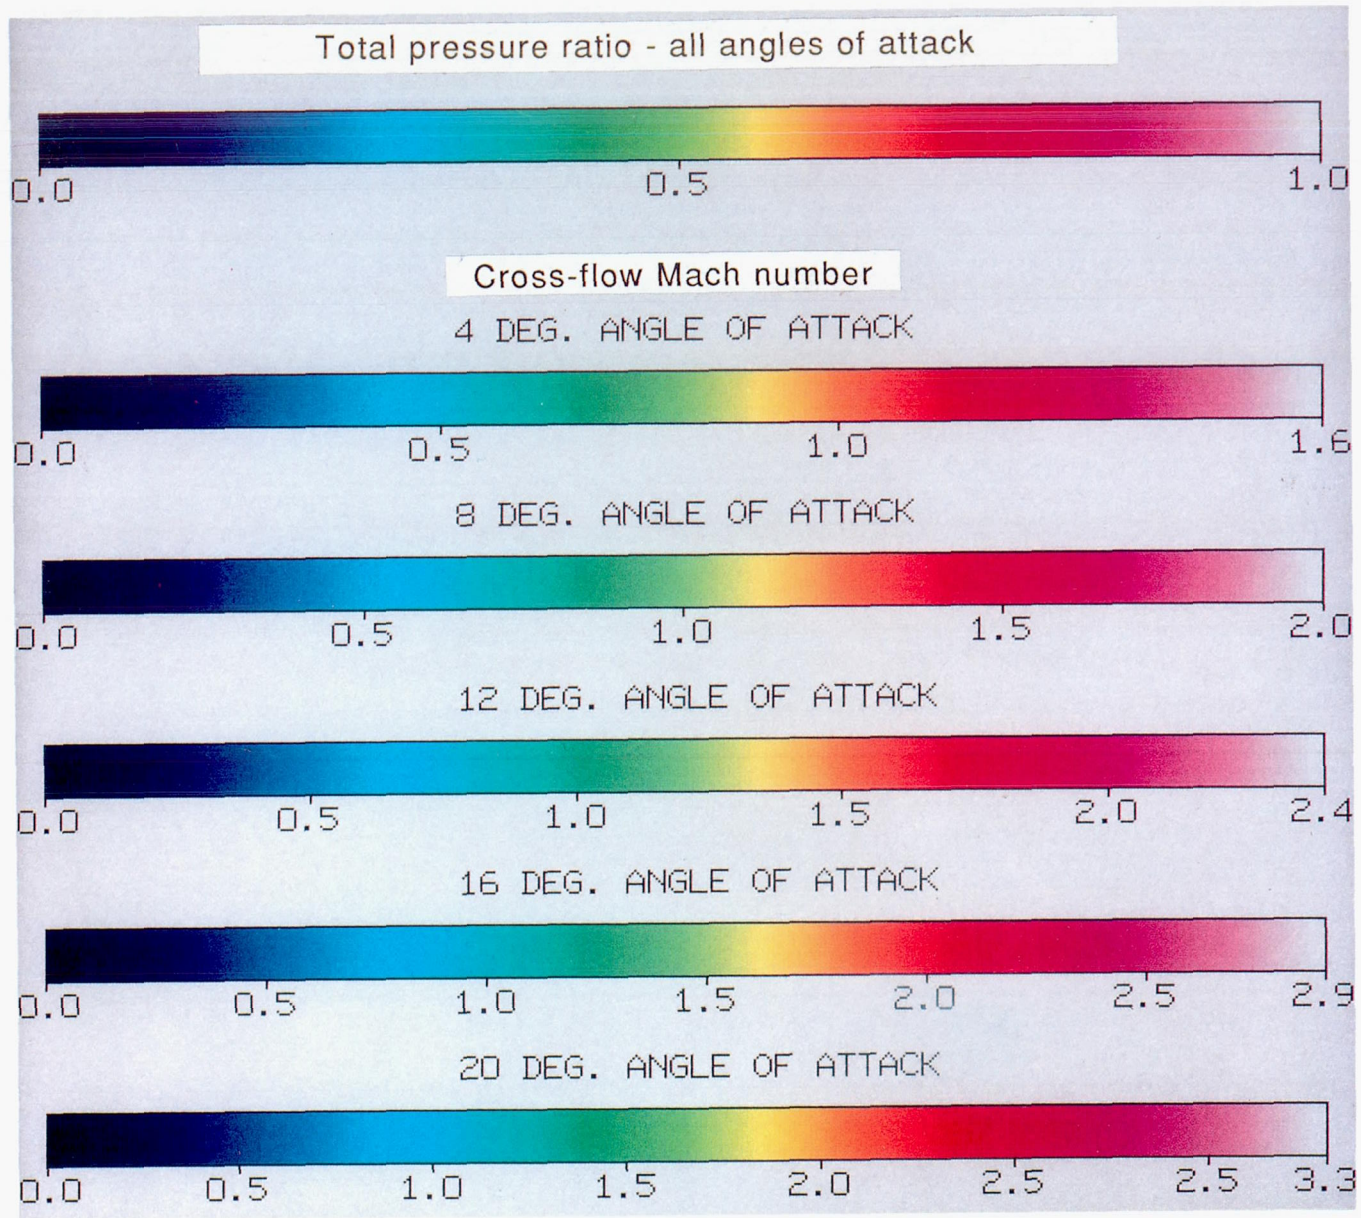 Total pressure ratio - all angles of attack
0.0 0.5 1.0
Cross-flow Mach number
4 DEG. ANGLE OF ATTACK
0.0 0.5 1.0 1.6
8 DEG. ANGLE OF ATTACK
0.0 0.5 1.0 1.5 2.0
12 DEG. ANGLE OF ATTACK
0.0 0.5 1.0 1.5 2.0 2.4
16 DEG. ANGLE OF ATTACK
0.0 0.5 1.0 1.5 2.0 2.5 2.9
20 DEG. ANGLE OF ATTACK
0.0 0.5 1.0 1.5 2.0 2.5 2.5 3.3